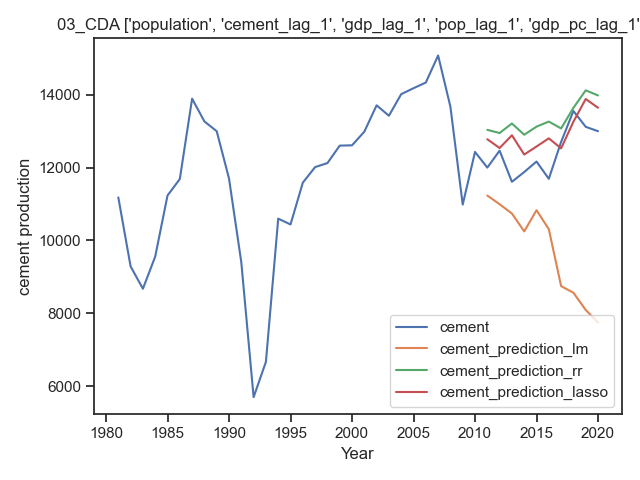 03_CDA ['population', 'cement_lag_1', 'gdp_lag_1', 'pop_lag_1', 'gdp_pc_lag_1'
14000
12000
10000
8000
6000
cement production
cement
cement_prediction_lm
cement_prediction_rr
cement_prediction_lasso
1980 1985 1990 1995 2000 2005 2010 2015 2020
Year